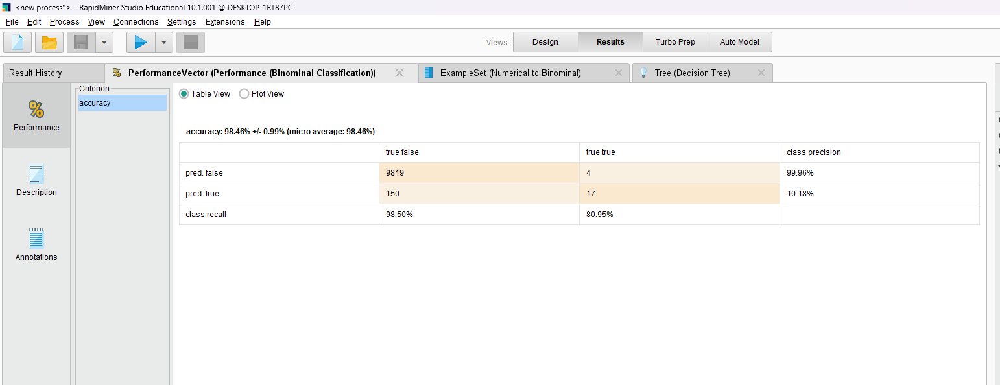 <new process*> – RapidMiner Studio Educational 10.1.001 @ DESKTOP-1RT87PC
File Edit Process View Connections Settings Extensions Help
Views: Design Results Turbo Prep Auto Model
Result History PerformanceVector (Performance (Binominal Classification)) ExampleSet (Numerical to Binominal) Tree (Decision Tree)
Criterion
accuracy
Performance
Description
Annotations
Table View Plot View
accuracy: 98.46% +/- 0.99% (micro average: 98.46%)
true false true true class precision
pred. false 9819 4 99.96%
pred. true 150 17 10.18%
class recall 98.50% 80.95%